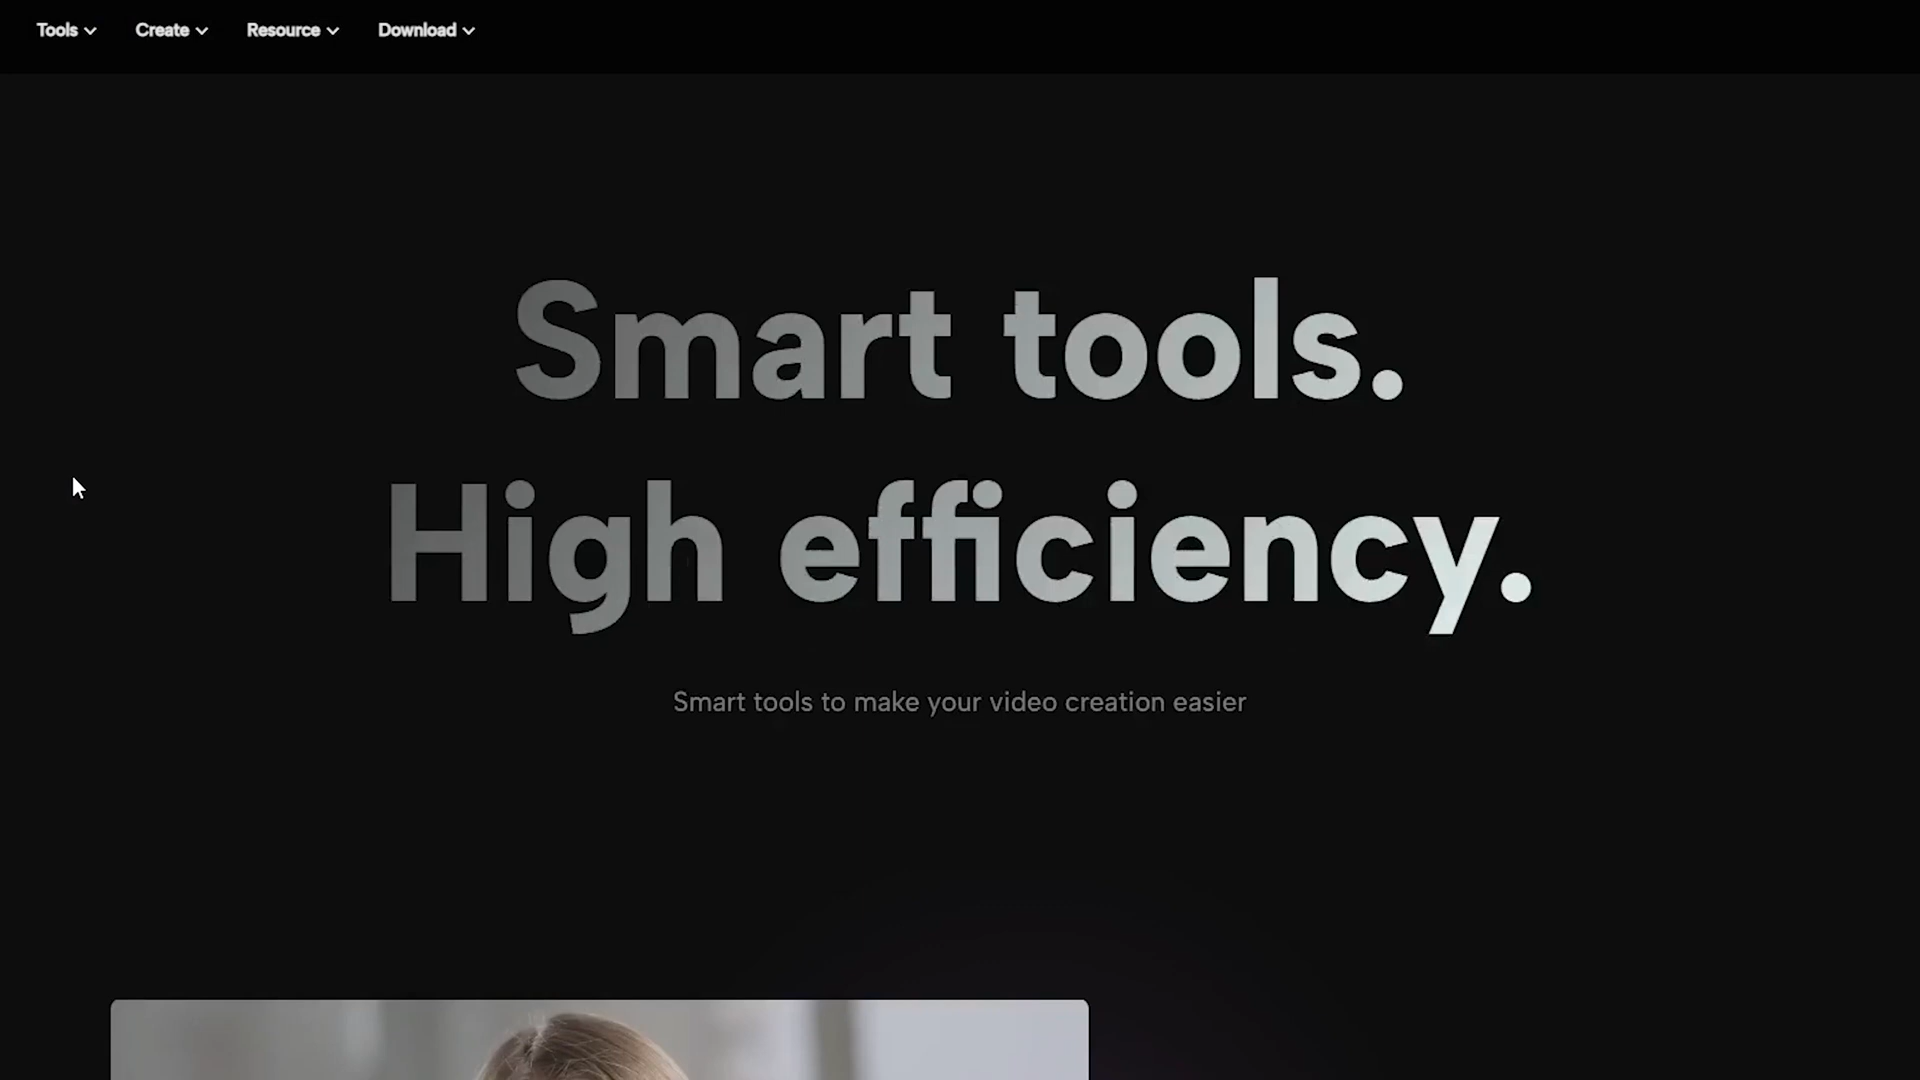 Tools Create Resource Download
Smart tools.
High efficiency.
Smart tools to make your video creation easier